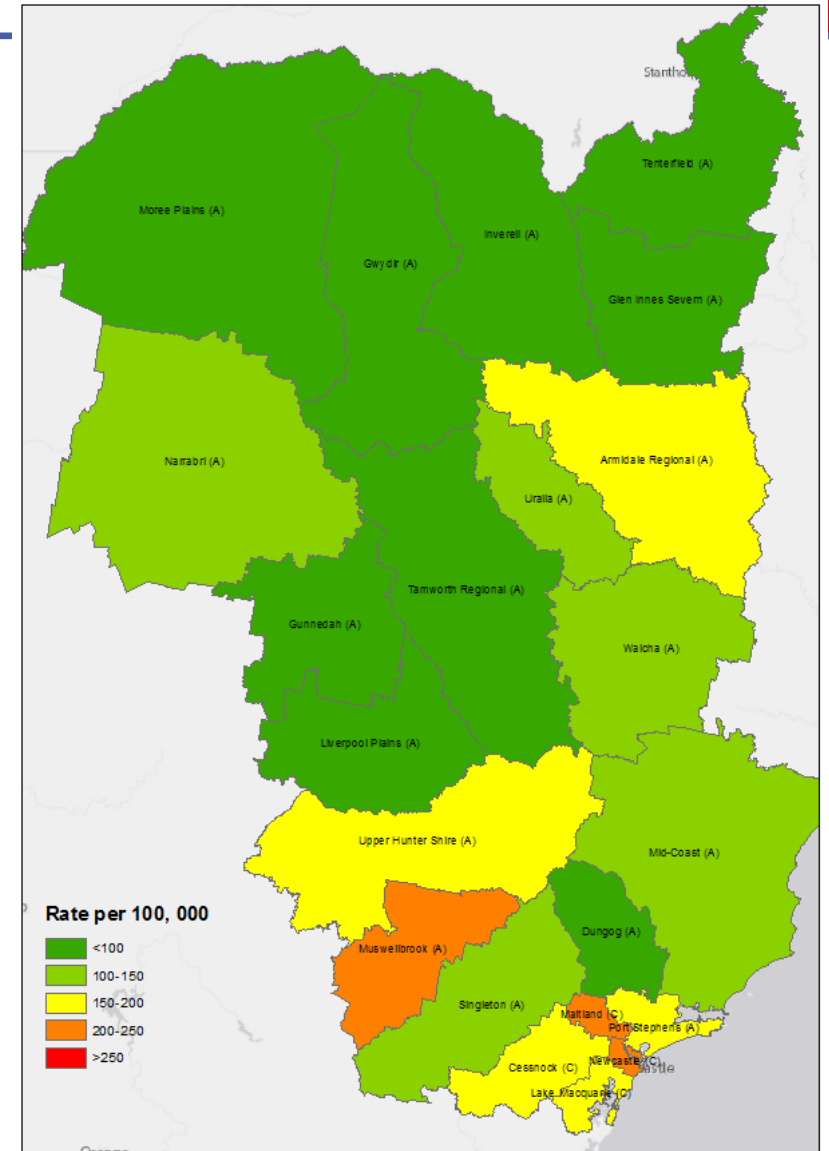 Stantho
Tenterfield (A)
Moree Plains (A)
Inverell (A)
Gwydir (A)
Glen Innes Severn (A)
Narrabri (A)
Armidale Regional (A)
Uralla (A)
Tamworth Regional (A)
Gunnedah (A)
Walcha (A)
Liverpool Plains (A)
Upper Hunter Shire (A)
Mid-Coast (A)
Rate per 100, 000
<100
100-150
150-200
200-250
>250
Dungog (A)
Muswellbrook (A)
Singleton (A)
Maitland (C)
Port Stephens (A)
Newcastle (C)
astle
Cessnock (C)
Lake Macquarie (C)